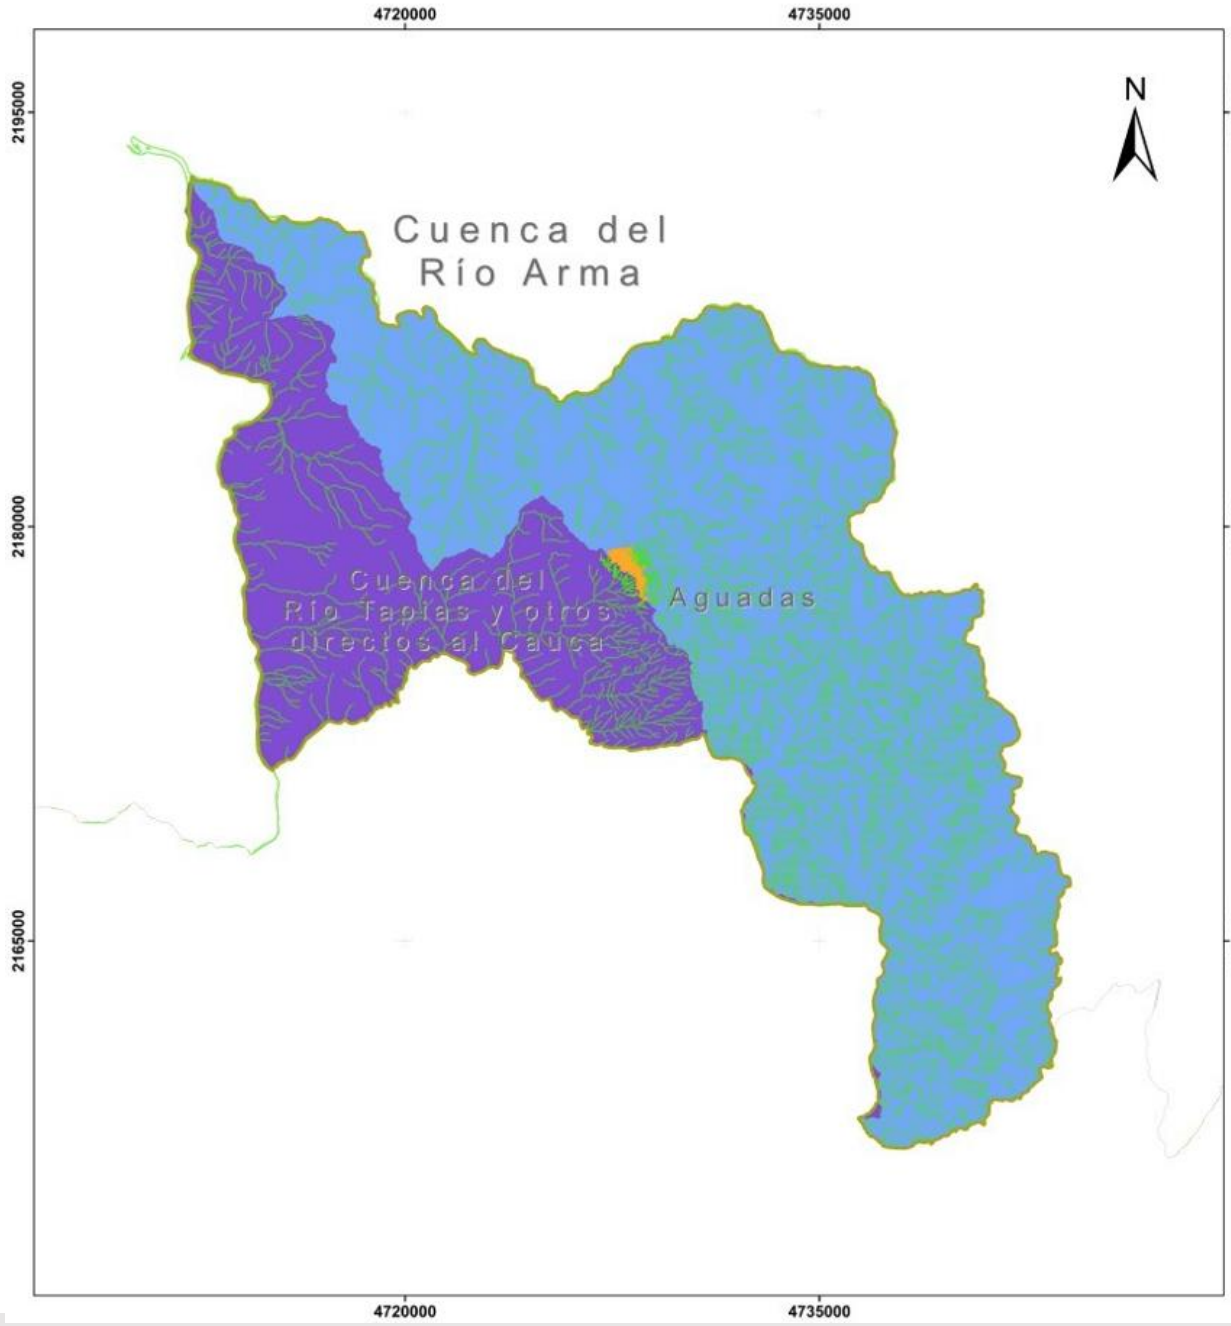 4720000
4735000
2195000
N
Cuenca del
Río Arma
2180000
Cuenca del
Río Tapias y otros
directos al Cauca
Aguadas
2165000
4720000
4735000